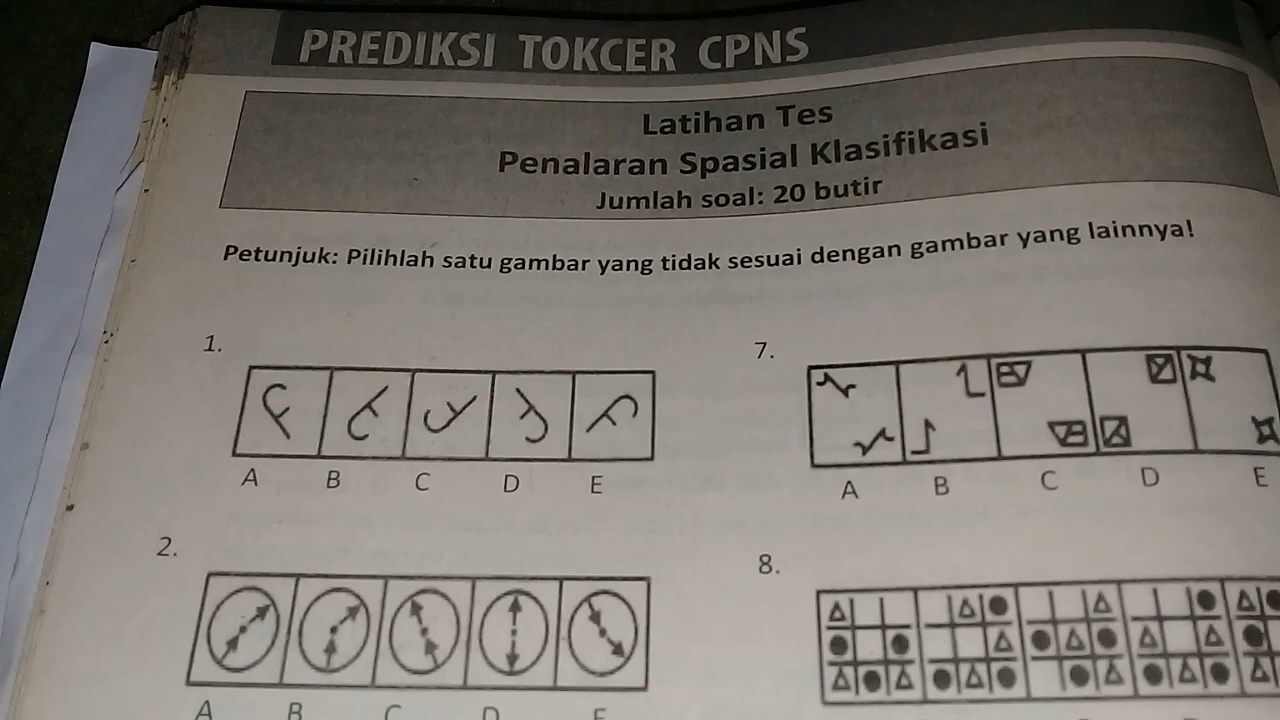 PREDIKSI TOKCER CPNS
Latihan Tes
Penalaran Spasial Klasifikasi
Jumlah soal: 20 butir
Petunjuk: Pilihlah satu gambar yang tidak sesuai dengan gambar yang lainnya!
1.
A B C D E
2.
A B C D E
7.
A B C D E
8.